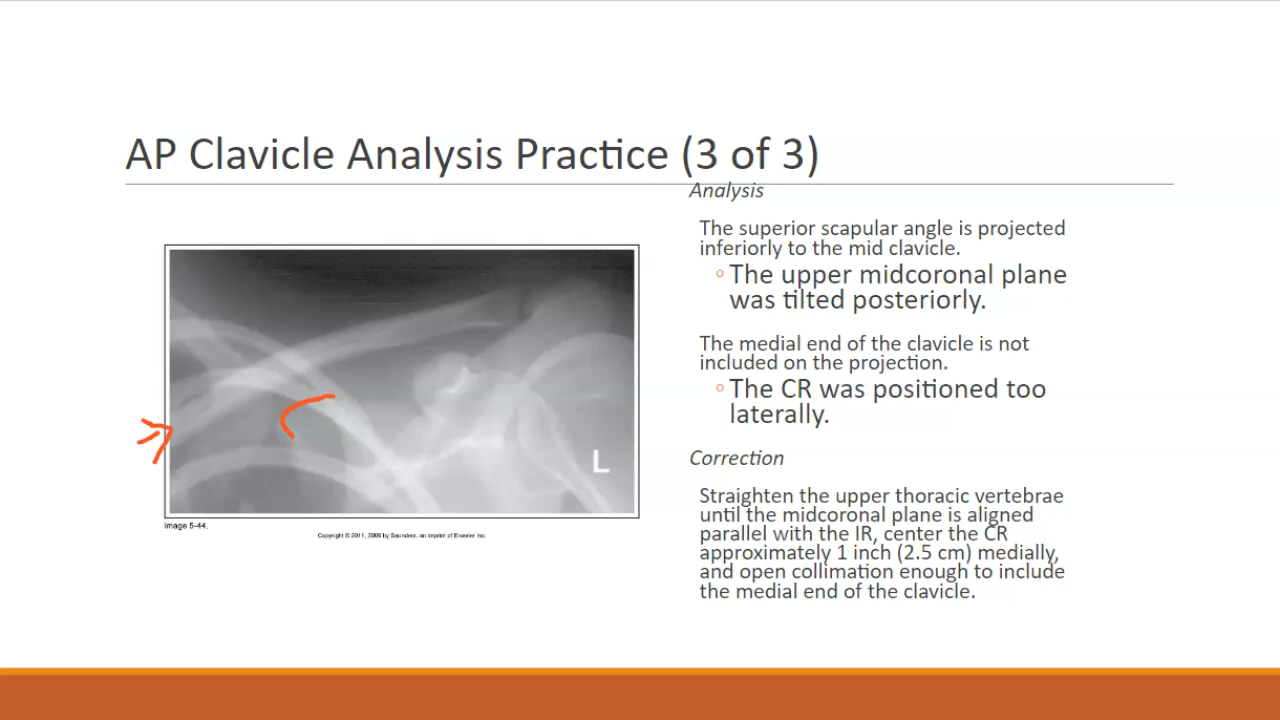 AP Clavicle Analysis Practice (3 of 3)
Analysis
The superior scapular angle is projected
inferiorly to the mid clavicle.
The upper midcoronal plane
was tilted posteriorly.
The medial end of the clavicle is not
included on the projection.
The CR was positioned too
laterally.
Correction
Straighten the upper thoracic vertebrae
until the midcoronal plane is aligned
parallel with the IR, center the CR
approximately 1 inch (2.5 cm) medially,
and open collimation enough to include
the medial end of the clavicle.
L
Image 5-44.
Copyright © 2011, 2006 by Saunders, an imprint of Elsevier Inc.